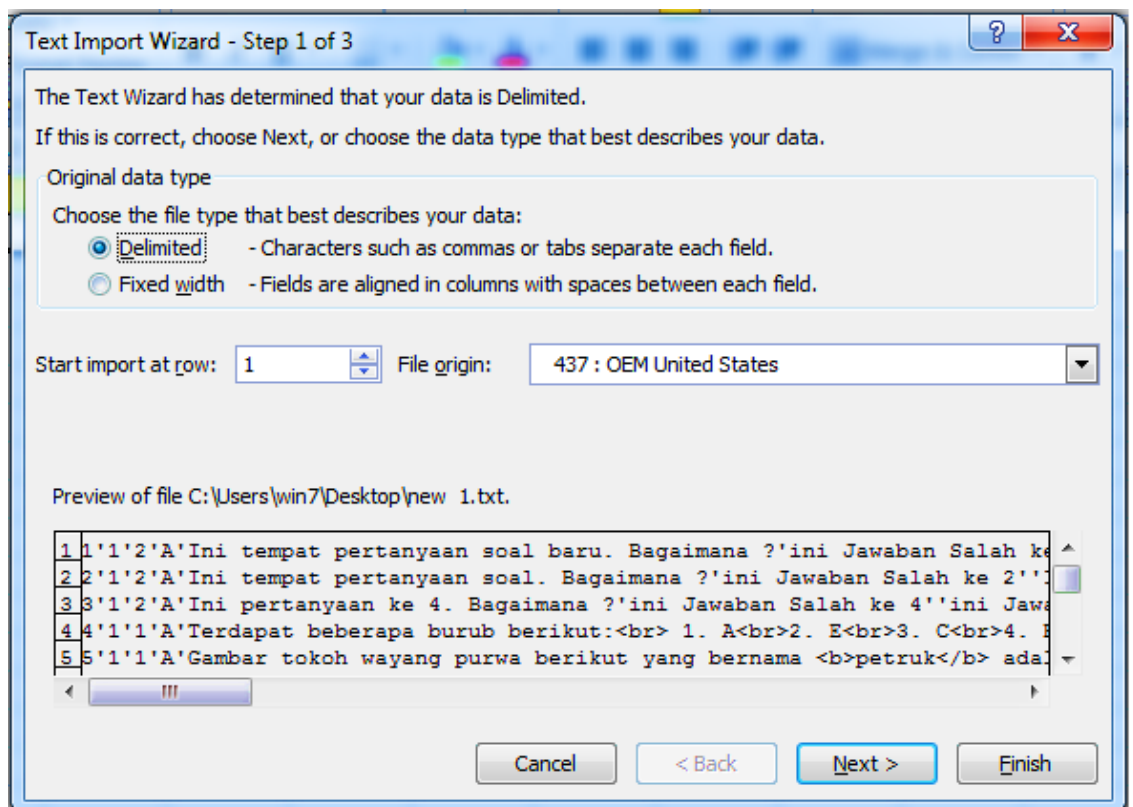 Text Import Wizard - Step 1 of 3
The Text Wizard has determined that your data is Delimited.
If this is correct, choose Next, or choose the data type that best describes your data.
Original data type
Choose the file type that best describes your data:
Delimited - Characters such as commas or tabs separate each field.
Fixed width - Fields are aligned in columns with spaces between each field.
Start import at row: 1 File origin: 437 : OEM United States
Preview of file C:\Users\win7\Desktop\new 1.txt.
1 1'1'2'A'Ini tempat pertanyaan soal baru. Bagaimana ?'ini Jawaban Salah ke
2 2'1'2'A'Ini tempat pertanyaan soal. Bagaimana ?'ini Jawaban Salah ke 2''
3 3'1'2'A'Ini pertanyaan ke 4. Bagaimana ?'ini Jawaban Salah ke 4''ini Jawa
4 4'1'1'A'Terdapat beberapa burub berikut:<br> 1. A<br>2. E<br>3. C<br>4.
5 5'1'1'A'Gambar tokoh wayang purwa berikut yang bernama <b>petruk</b> ada
Cancel < Back Next > Finish